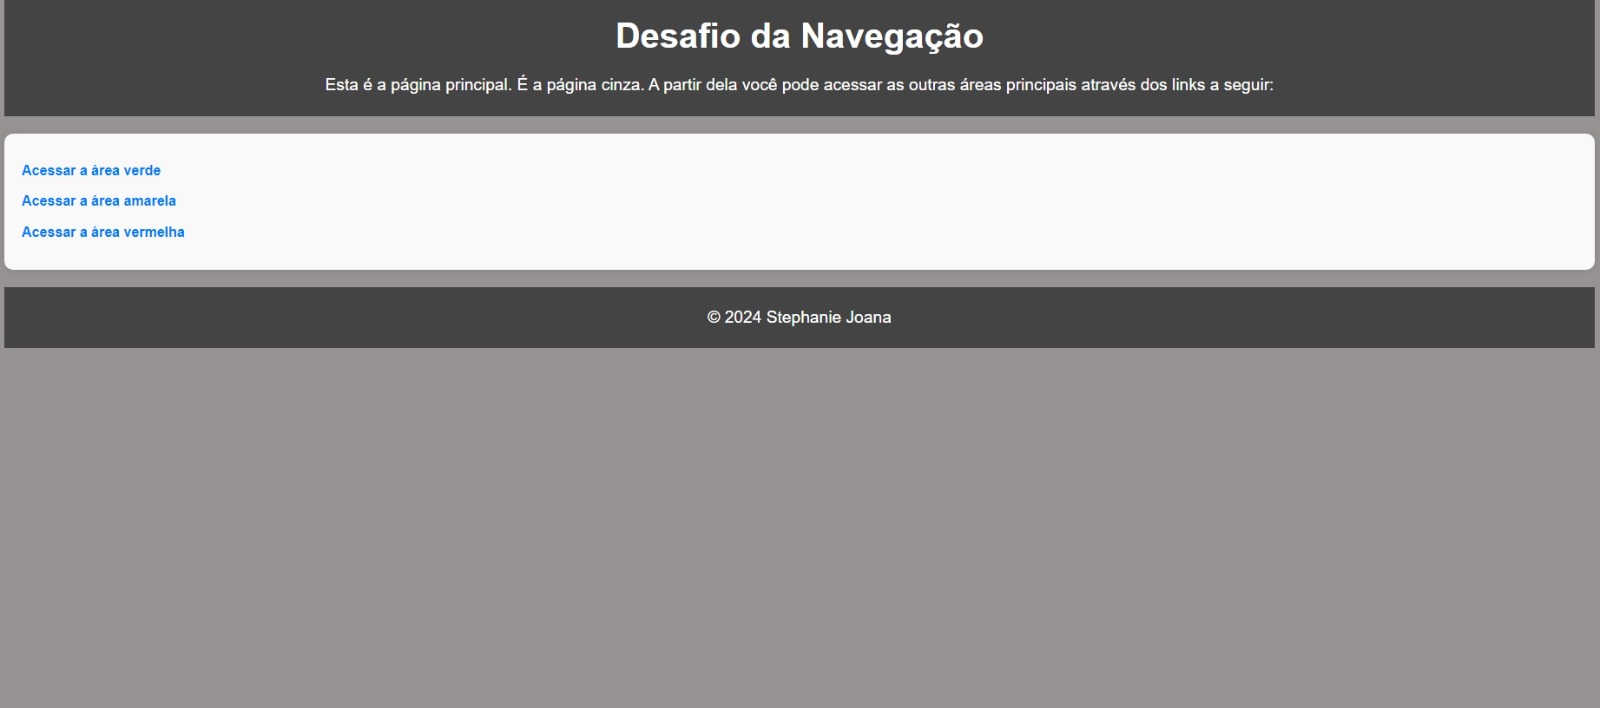 Desafio da Navegação
Esta é a página principal. É a página cinza. A partir dela você pode acessar as outras áreas principais através dos links a seguir:
Acessar a área verde
Acessar a área amarela
Acessar a área vermelha
© 2024 Stephanie Joana